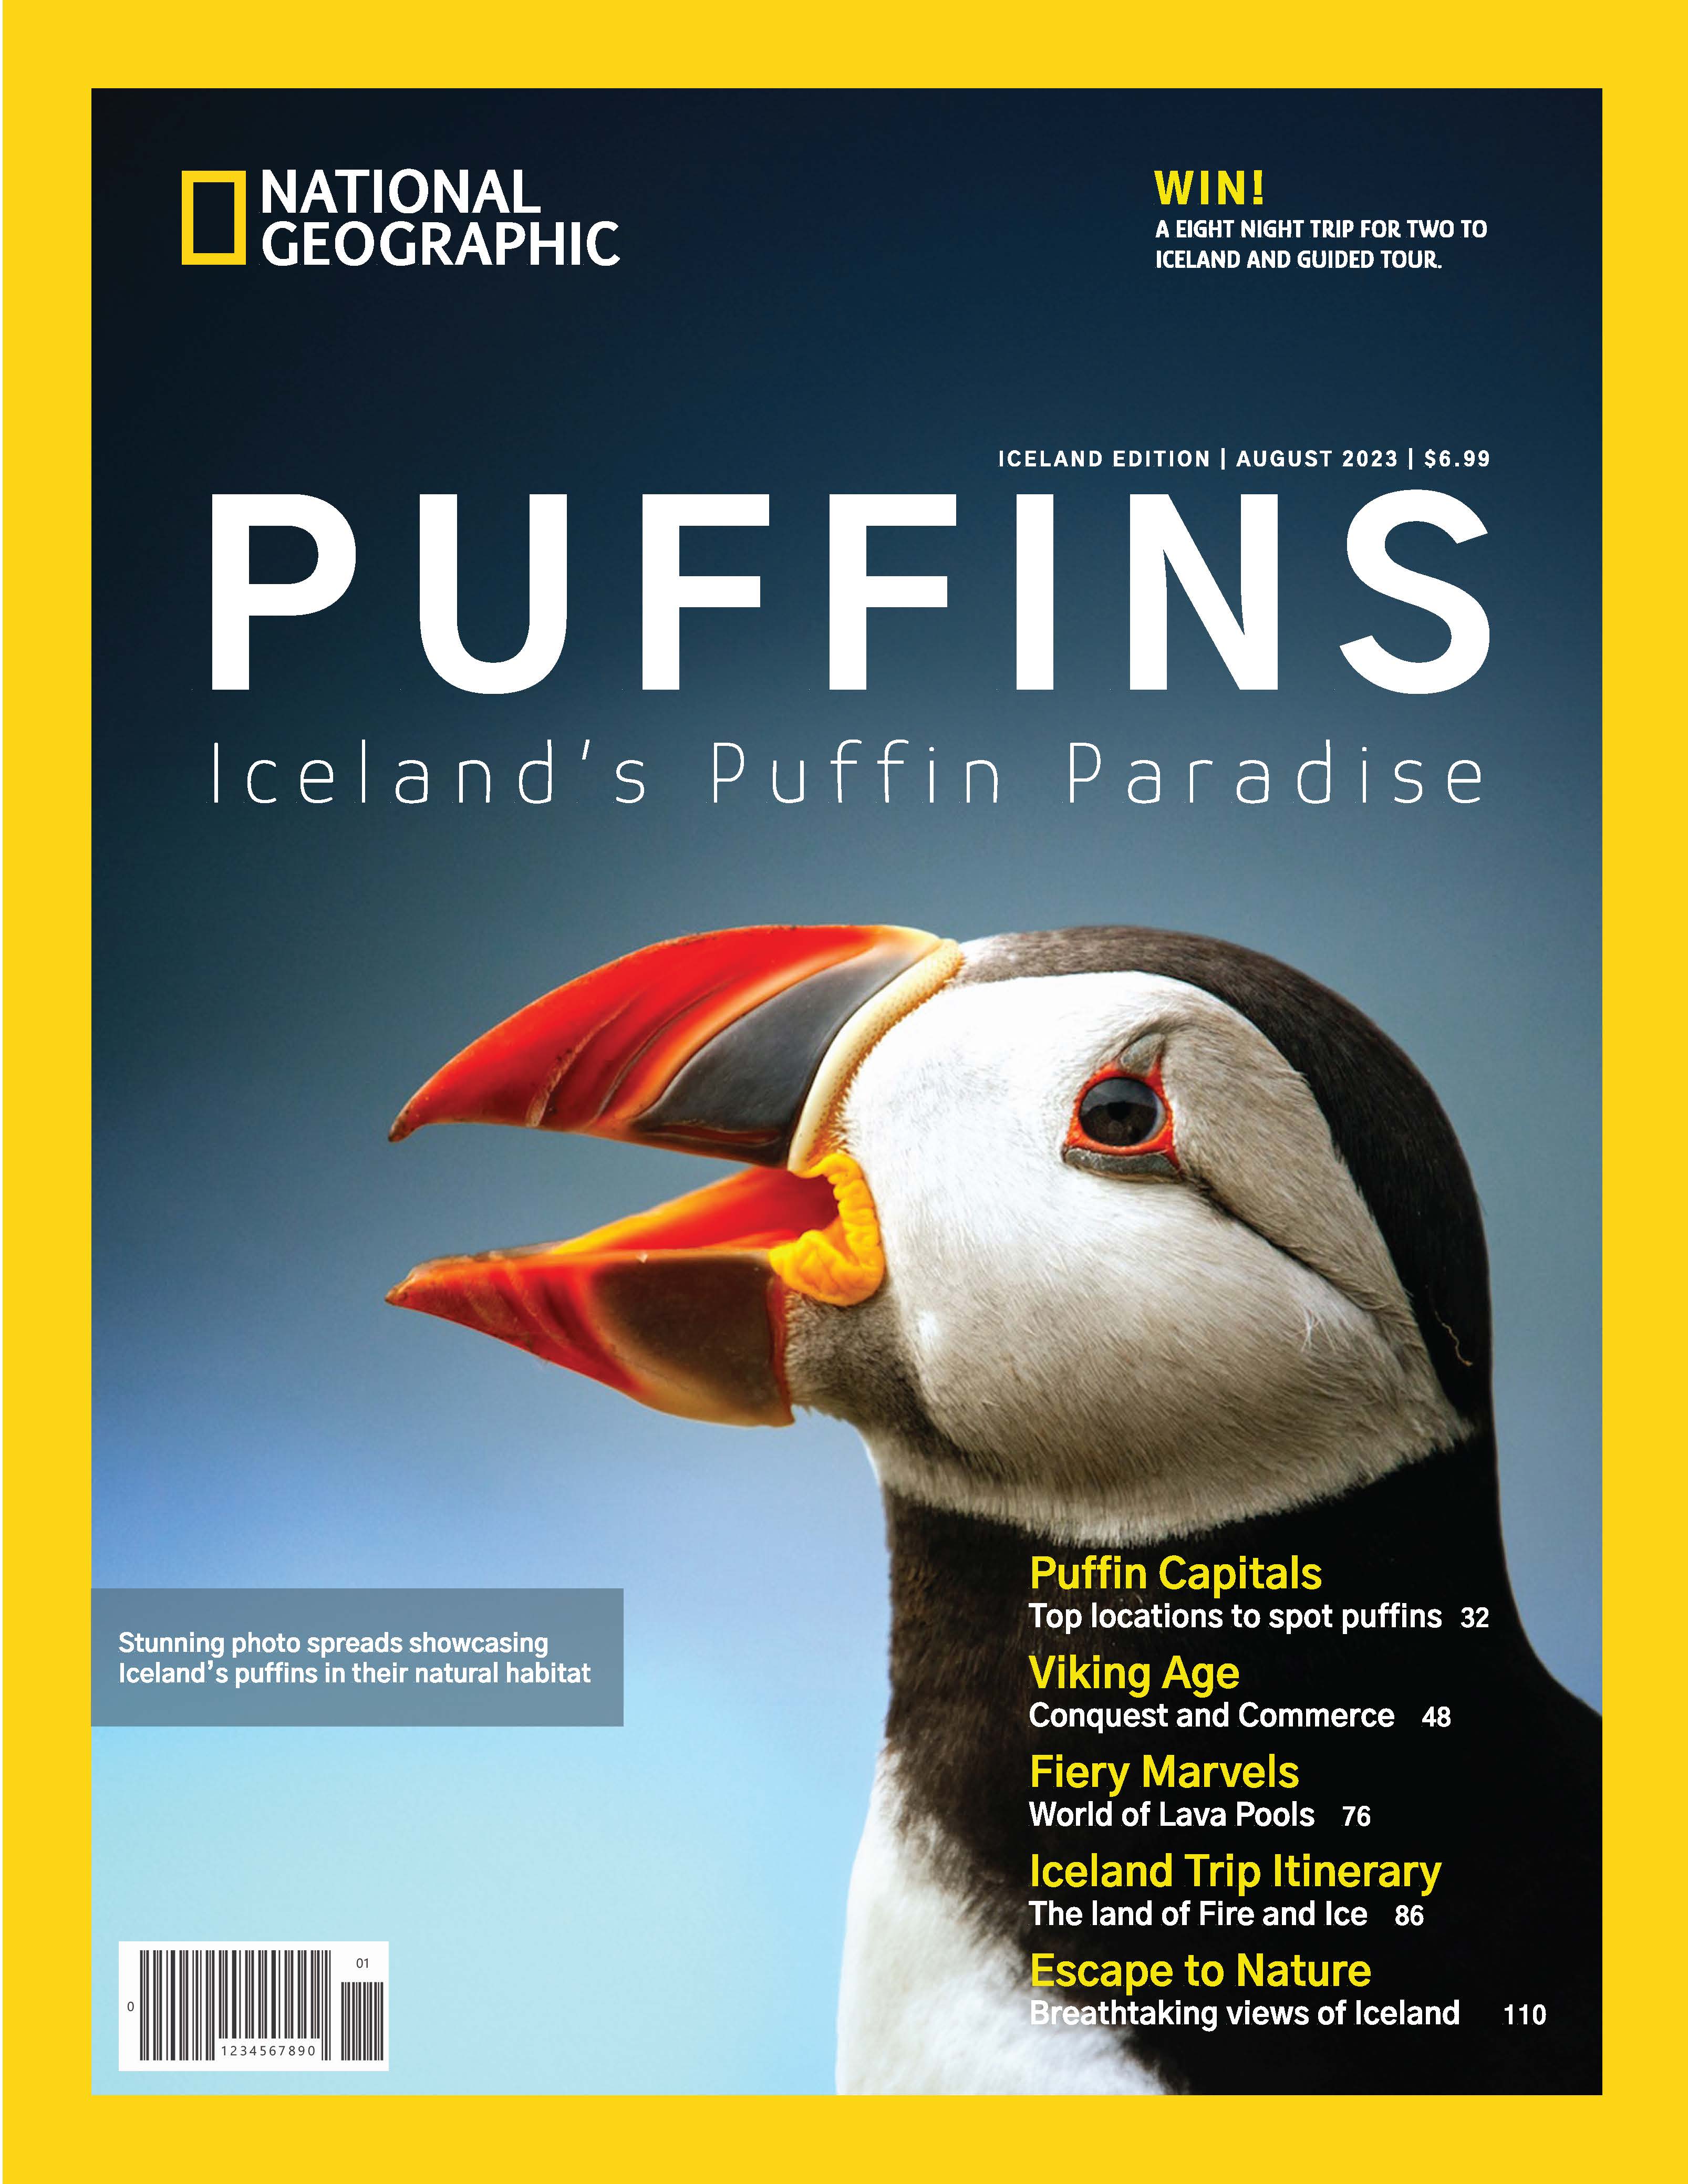 NATIONAL
GEOGRAPHIC
WIN!
A EIGHT NIGHT TRIP FOR TWO TO
ICELAND AND GUIDED TOUR.
ICELAND EDITION | AUGUST 2023 | $6.99
PUFFINS
Iceland's Puffin Paradise
Puffin Capitals
Top locations to spot puffins 32
Viking Age
Conquest and Commerce 48
Fiery Marvels
World of Lava Pools 76
Iceland Trip Itinerary
The land of Fire and Ice 86
Escape to Nature
Breathtaking views of Iceland 110
Stunning photo spreads showcasing
Iceland's puffins in their natural habitat
01
0
1234567890